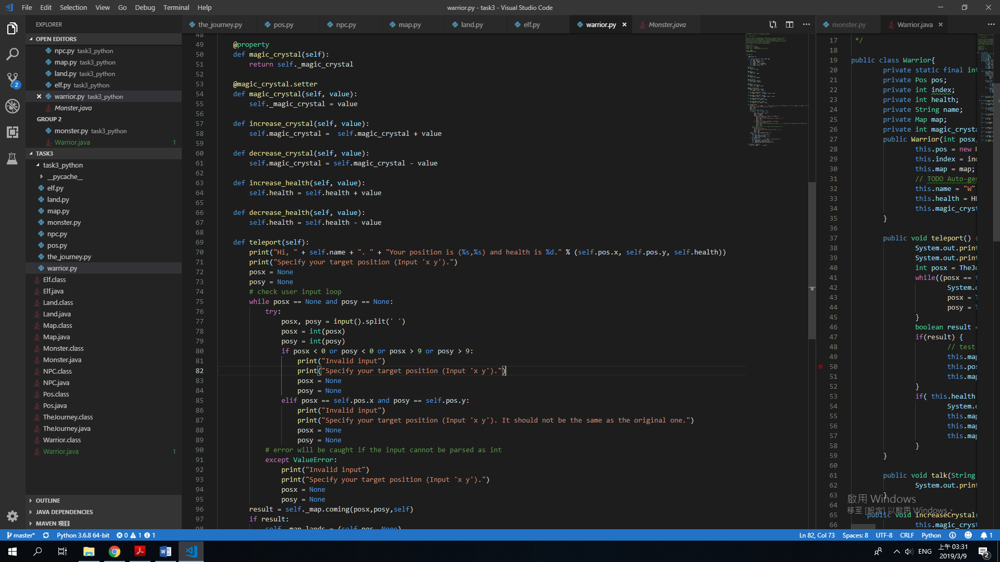 File Edit Selection View Go Debug Terminal Help
warrior.py - task3 - Visual Studio Code
EXPLORER
OPEN EDITORS
npc.py task3_python
map.py task3_python
land.py task3_python
elf.py task3_python
warrior.py task3_python
Monster.java
GROUP 2
monster.py task3_python
Warrior.java 1
TASK3
task3_python
__pycache__
elf.py
land.py
map.py
monster.py
npc.py
pos.py
the_journey.py
warrior.py
Elf.class
Elf.java
Land.class
Land.java
Map.class
Map.java
Monster.class
Monster.java
NPC.class
NPC.java
Pos.class
Pos.java
TheJourney.class
TheJourney.java
Warrior.class
Warrior.java 1
OUTLINE
JAVA DEPENDENCIES
MAVEN 项目
the_journey.py pos.py npc.py map.py land.py elf.py warrior.py Monster.java
48
49 @property
50 def magic_crystal(self):
51 return self._magic_crystal
52
53 @magic_crystal.setter
54 def magic_crystal(self, value):
55 self._magic_crystal = value
56
57 def increase_crystal(self, value):
58 self.magic_crystal =  self.magic_crystal + value
59
60 def decrease_crystal(self, value):
61 self.magic_crystal = self.magic_crystal - value
62
63 def increase_health(self, value):
64 self.health = self.health + value
65
66 def decrease_health(self, value):
67 self.health = self.health - value
68
69 def teleport(self):
70 print("Hi, " + self.name + ". " + "Your position is (%s,%s) and health is %d." % (self.pos.x, self.pos.y, self.health))
71 print("Specify your target position (Input 'x y').")
72 posx = None
73 posy = None
74 # check user input loop
75 while posx == None and posy == None:
76 try:
77 posx, posy = input().split(' ')
78 posx = int(posx)
79 posy = int(posy)
80 if posx < 0 or posy < 0 or posx > 9 or posy > 9:
81 print("Invalid input")
82 print("Specify your target position (Input 'x y').")
83 posx = None
84 posy = None
85 elif posx == self.pos.x and posy == self.pos.y:
86 print("Invalid input")
87 print("Specify your target position (Input 'x y'). It should not be the same as the original one.")
88 posx = None
89 posy = None
90 # error will be caught if the input cannot be parsed as int
91 except ValueError:
92 print("Invalid input")
93 print("Specify your target position (Input 'x y').")
94 posx = None
95 posy = None
96 result = self._map.coming(posx,posy,self)
97 if result:
98 self._map.lands = (self.pos, None)
monster.py Warrior.java
17 */
18
19 public class Warrior{
20 private static final int
21 private Pos pos;
22 private int index;
23 private int health;
24 private String name;
25 private Map map;
26 private int magic_crysta
27 public Warrior(int posx,
28 this.pos = new P
29 this.index = ind
30 this.map = map;
31 // TODO Auto-gen
32 this.name = "W"
33 this.health = HE
34 this.magic_cryst
35 }
36
37 public void teleport() {
38 System.out.print
39 System.out.print
40 int posx = TheJo
41 while((posx ==
42 System.o
43 posx = T
44 posy = T
45 }
46 boolean result =
47 if(result) {
48 // test
49 this.map
50 this.pos
51 this.map
52 }
53 if( this.health
54 System.o
55 this.map
56 this.map
57 this.map
58 }
59 }
60
61 public void talk(String
62 System.out.print
63 }
64
65 public void increaseCrystal(
66 this.magic_cryst
啟用 Windows
移至 [設定] 以啟用 Windows。
master* Python 3.6.8 64-bit 0 1 1
Ln 82, Col 73 Spaces: 8 UTF-8 CRLF Python 1
ENG
上午 03:31
2019/3/9
2